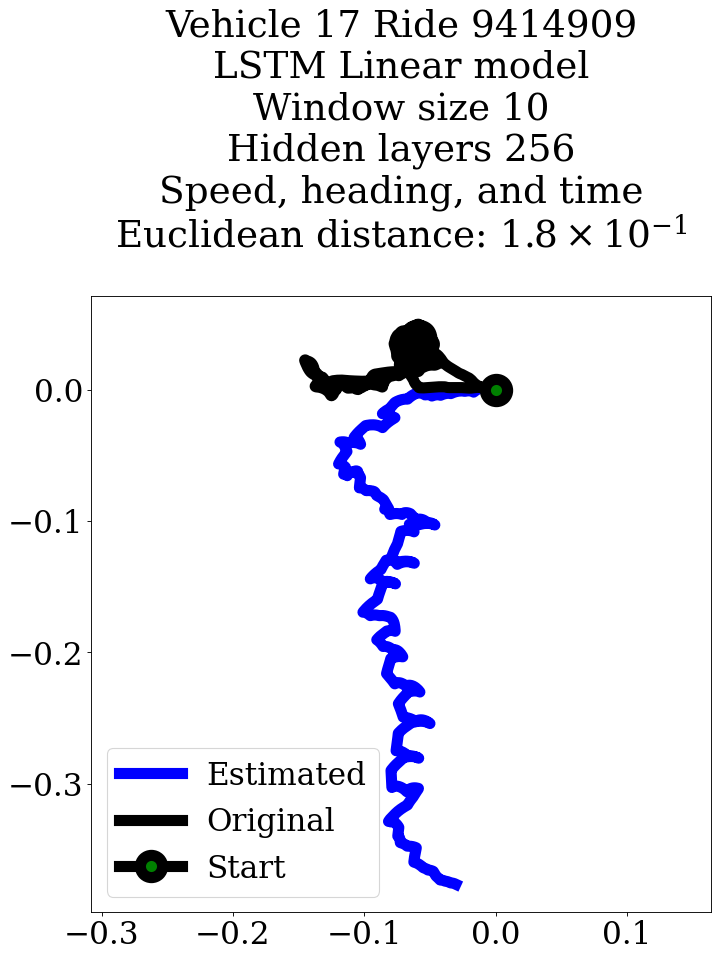 Vehicle 17 Ride 9414909
LSTM Linear model
Window size 10
Hidden layers 256
Speed, heading, and time
Euclidean distance: 1.8 × 10⁻¹
0.0
−0.1
−0.2
−0.3
Estimated
Original
Start
−0.3 −0.2 −0.1 0.0 0.1